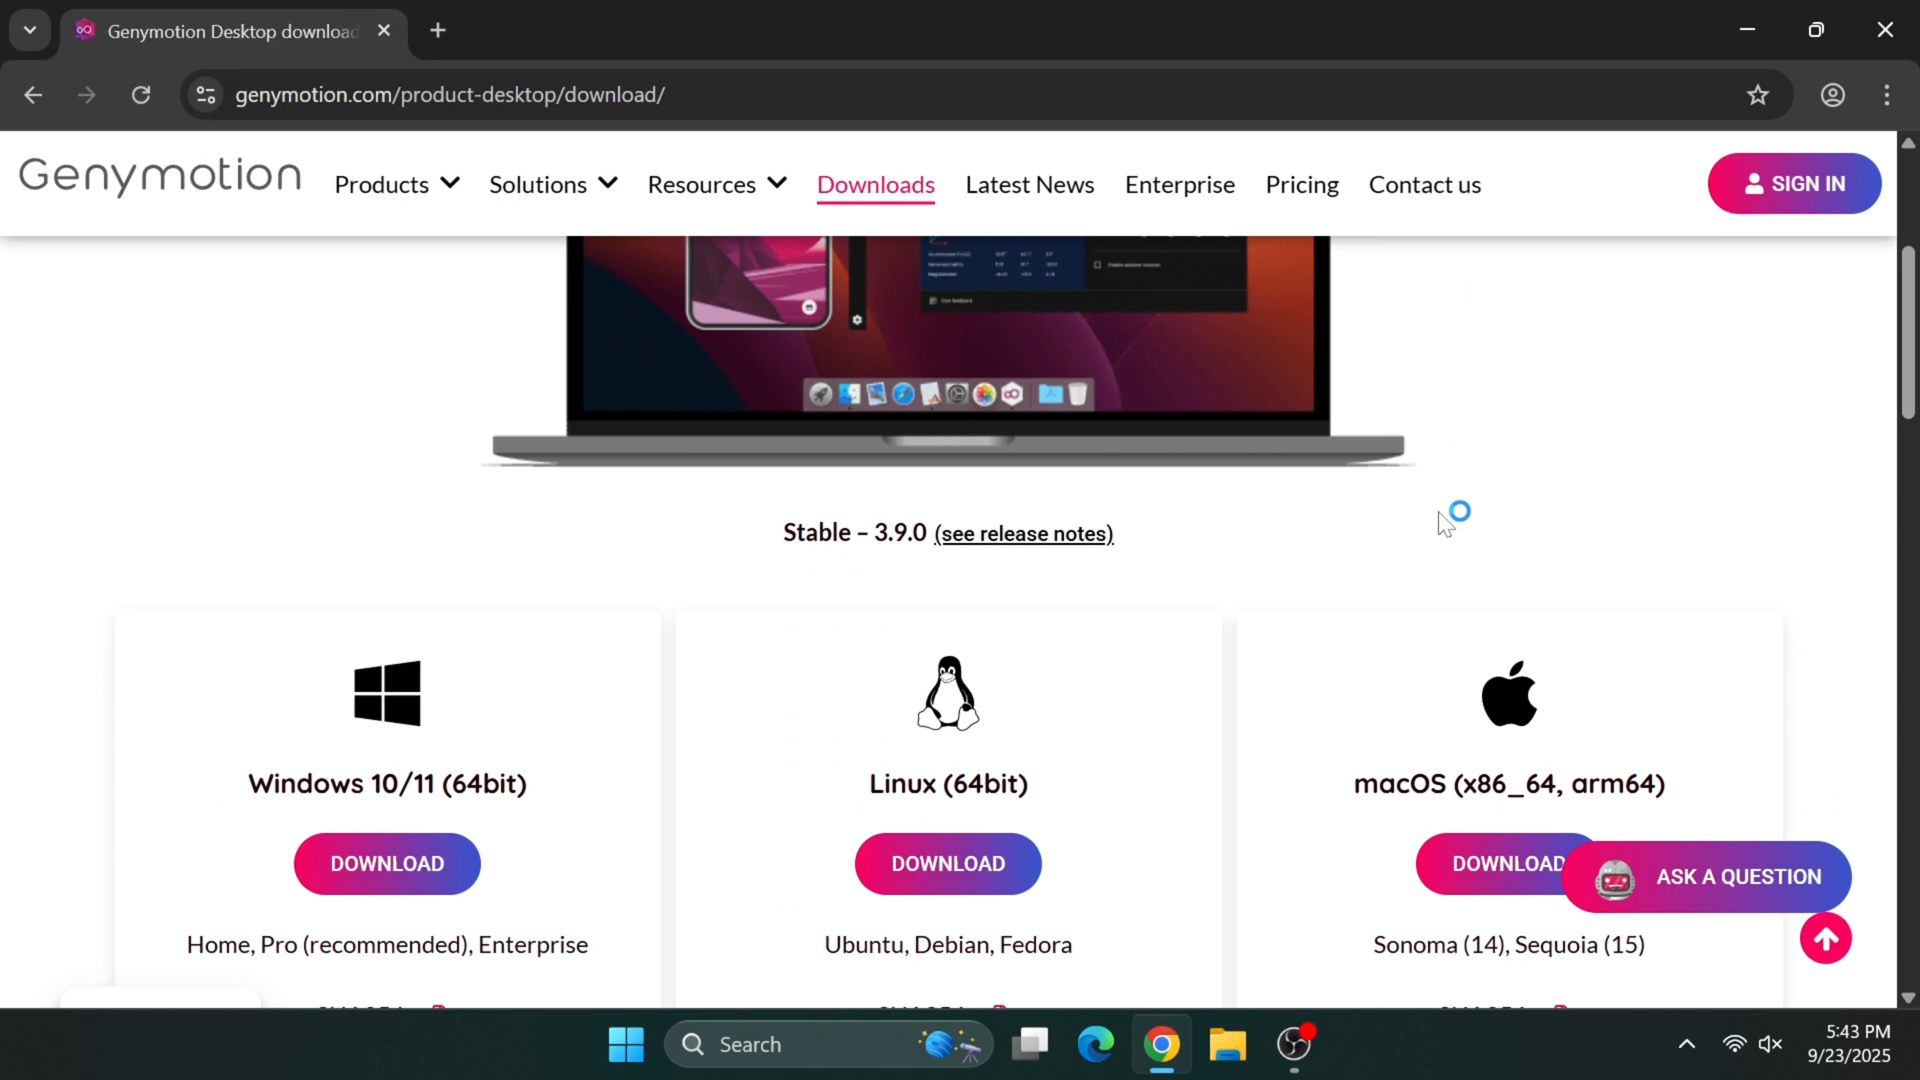 Genymotion Desktop download
genymotion.com/product-desktop/download/
Genymotion
Products
Solutions
Resources
Downloads
Latest News
Enterprise
Pricing
Contact us
SIGN IN
Stable – 3.9.0 (see release notes)
Windows 10/11 (64bit)
DOWNLOAD
Home, Pro (recommended), Enterprise
Linux (64bit)
DOWNLOAD
Ubuntu, Debian, Fedora
macOS (x86_64, arm64)
DOWNLOAD
Sonoma (14), Sequoia (15)
ASK A QUESTION
Search
5:43 PM
9/23/2025